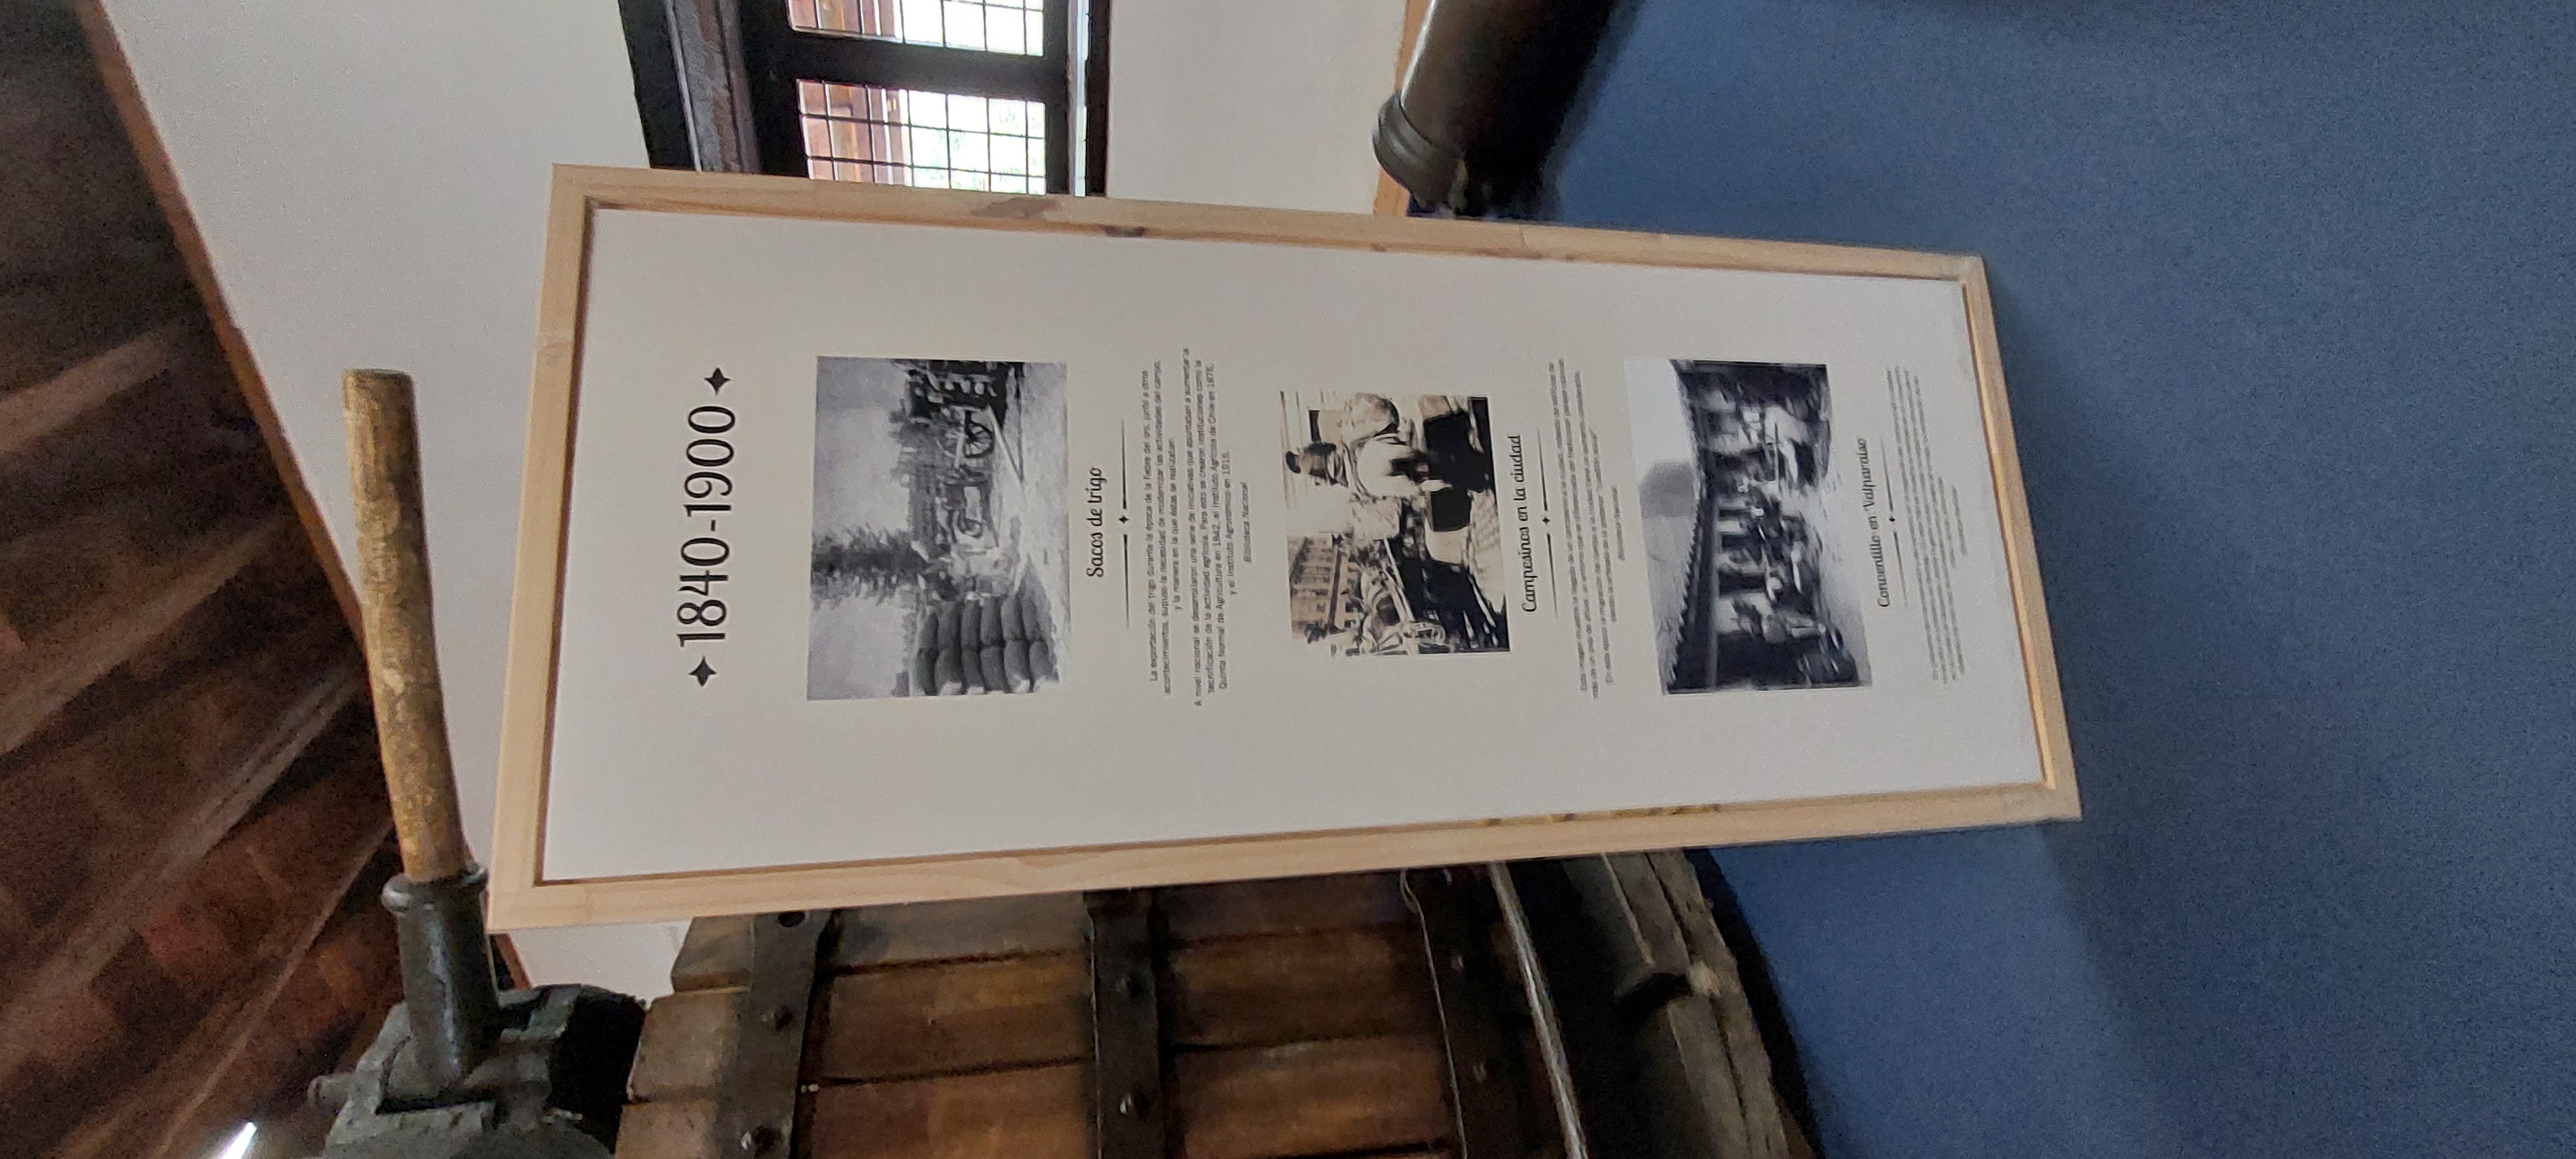 1840-1900
Sacos de trigo
La exportación del trigo durante la época de la fiebre del oro, junto a otros
acontecimientos, supuso la necesidad de modernizar las actividades del campo,
y la manera en la que éstas se realizaban.
A nivel nacional se desarrollaron una serie de iniciativas que apuntaban a aumentar la
tecnificación de la actividad agrícola. Para esto se crearon instituciones como la
Quinta Normal de Agricultura en 1842, el Instituto Agrícola de Chile en 1876,
y el Instituto Agronómico en 1915.
Biblioteca Nacional.
Campesinos en la ciudad
Esta imagen muestra la llegada de un campesino a la ciudad, rodeado de edificios de
más de un piso de altura, un entorno que se diferenciaba del tradicional paisaje colonial.
En esta época la migración del campo a la ciudad tiene un aumento considerable,
siendo la antesala de la posterior "cuestión social".
Biblioteca Nacional.
Conventillo en Valparaíso